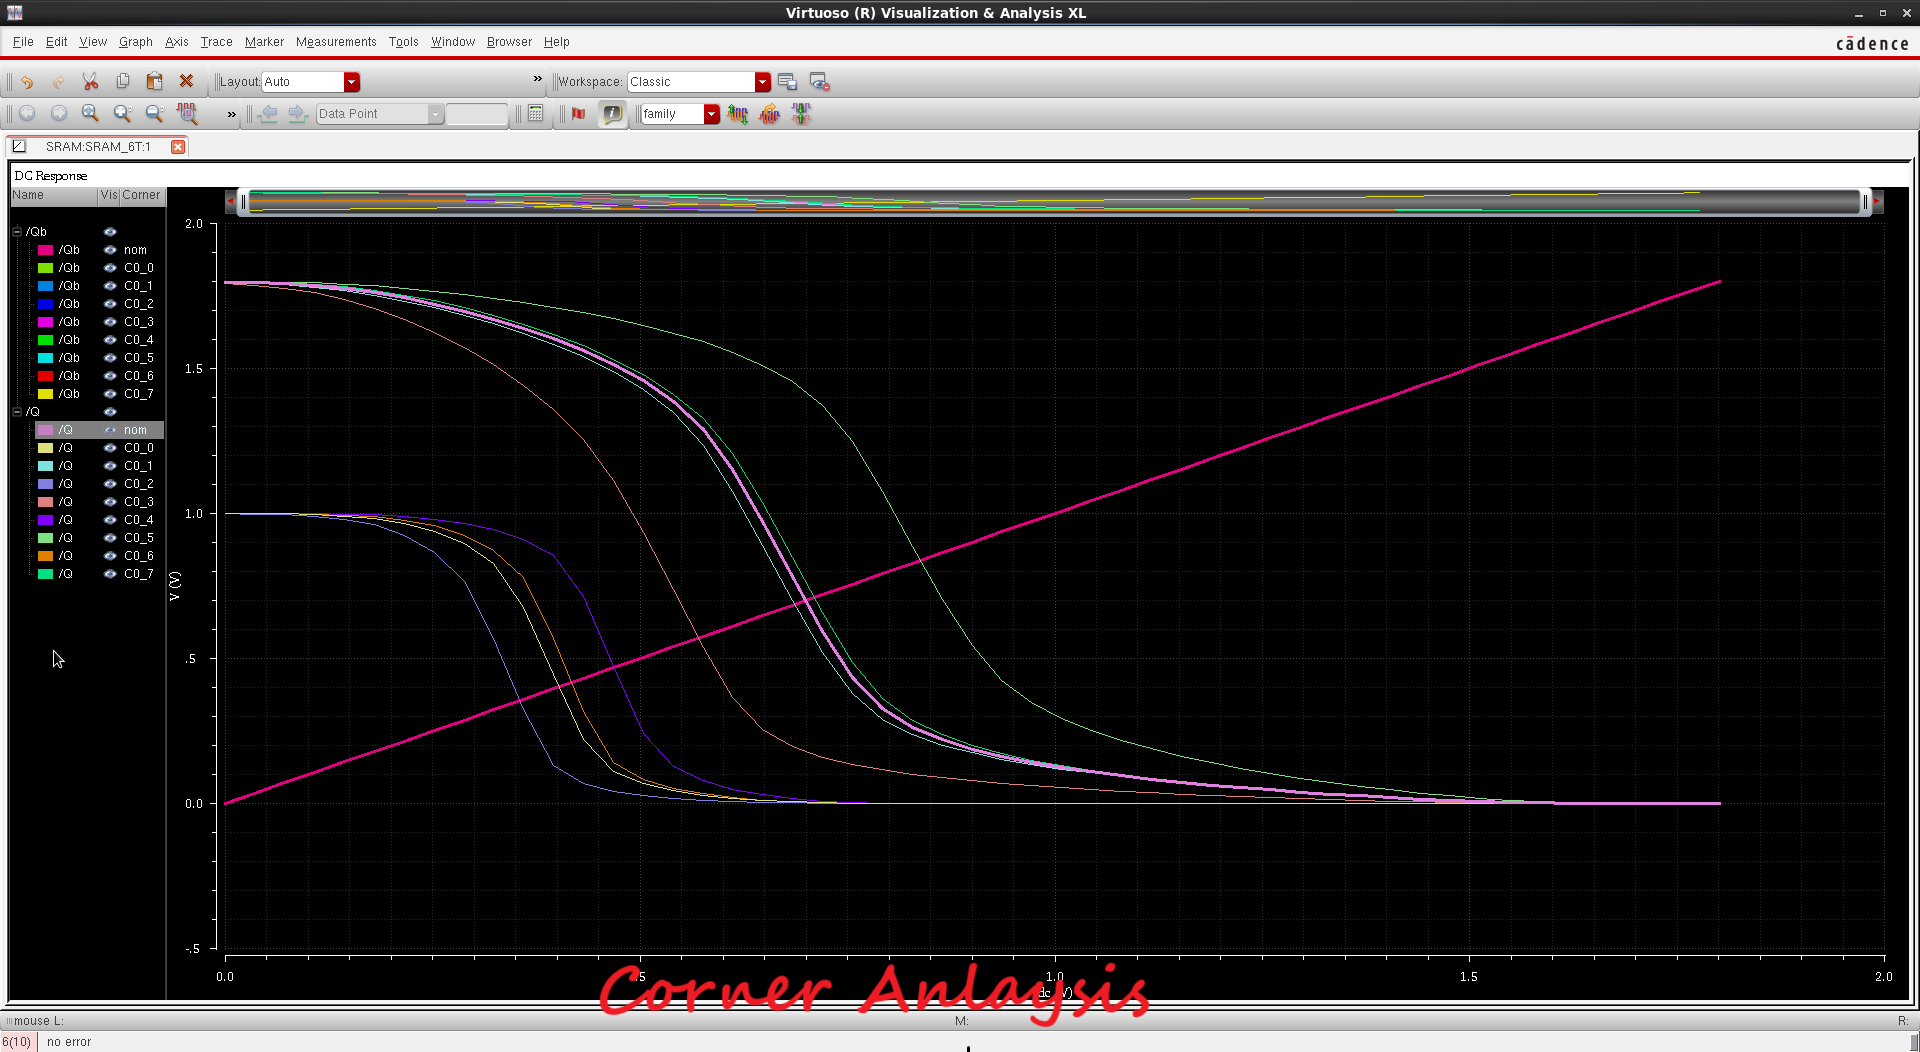 Virtuoso (R) Visualization & Analysis XL
File Edit View Graph Axis Trace Marker Measurements Tools Window Browser Help
cādence
Layout: Auto » Workspace: Classic
» Data Point family
SRAM:SRAM_6T:1
DC Response
Name Vis Corner
/Qb
/Qb nom
/Qb C0_0
/Qb C0_1
/Qb C0_2
/Qb C0_3
/Qb C0_4
/Qb C0_5
/Qb C0_6
/Qb C0_7
/Q
/Q nom
/Q C0_0
/Q C0_1
/Q C0_2
/Q C0_3
/Q C0_4
/Q C0_5
/Q C0_6
/Q C0_7
V (V)
2.0
1.5
1.0
.5
0.0
-.5
0.0 .5 1.0 1.5 2.0
dc (V)
Corner Anlaysis
mouse L: M: R:
6(10) no error